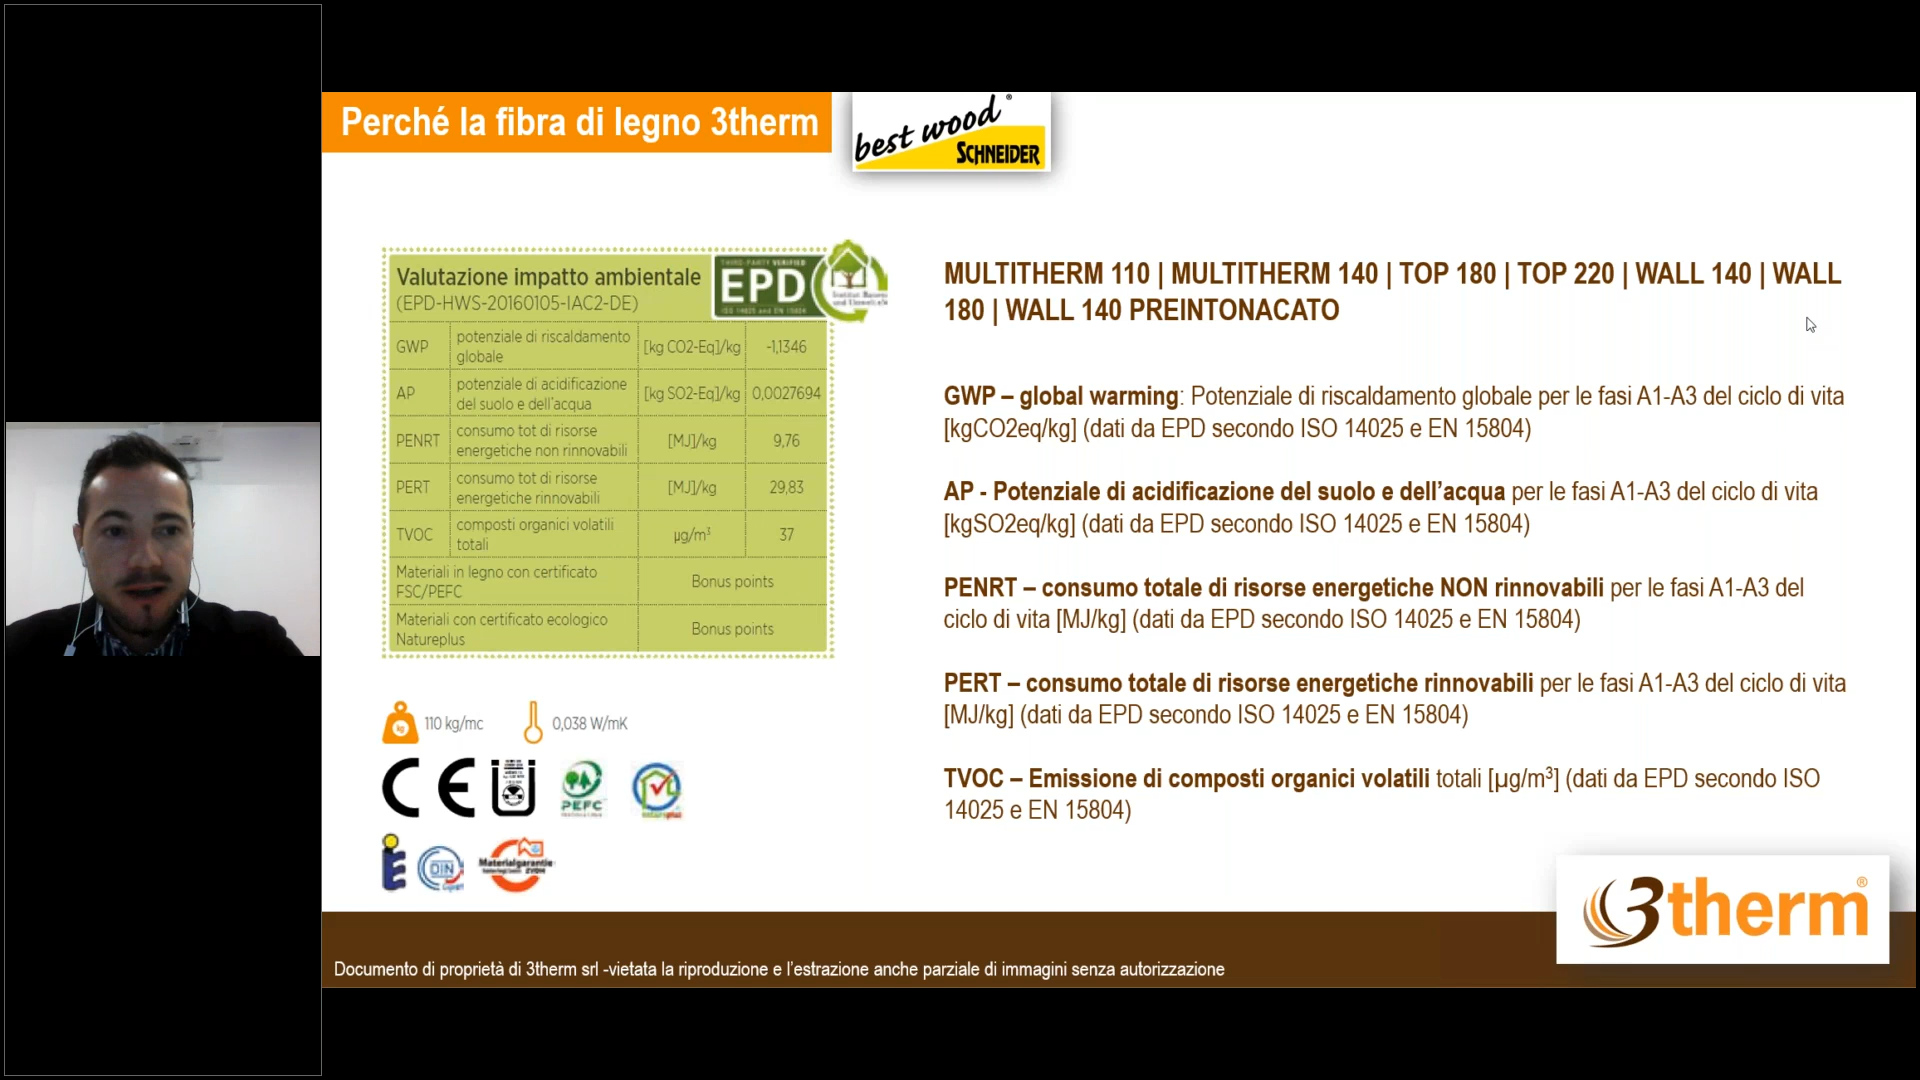 Perché la fibra di legno 3therm
best wood ®
SCHNEIDER
Valutazione impatto ambientale
(EPD-HWS-20160105-IAC2-DE)
THIRD-PARTY VERIFIED
EPD
ISO 14025 and EN 15804
GWP potenziale di riscaldamento globale [kg CO2-Eq]/kg -1,1346
AP potenziale di acidificazione del suolo e dell'acqua [kg SO2-Eq]/kg 0,0027694
PENRT consumo tot di risorse energetiche non rinnovabili [MJ]/kg 9,76
PERT consumo tot di risorse energetiche rinnovabili [MJ]/kg 29,83
TVOC composti organici volatili totali µg/m³ 37
Materiali in legno con certificato FSC/PEFC Bonus points
Materiali con certificato ecologico Natureplus Bonus points
kg 110 kg/mc 0,038 W/mK
CE
PEFC
natureplus
DIN
Materialgarantie
ZVDH
MULTITHERM 110 | MULTITHERM 140 | TOP 180 | TOP 220 | WALL 140 | WALL
180 | WALL 140 PREINTONACATO
GWP – global warming: Potenziale di riscaldamento globale per le fasi A1-A3 del ciclo di vita
[kgCO2eq/kg] (dati da EPD secondo ISO 14025 e EN 15804)
AP - Potenziale di acidificazione del suolo e dell’acqua per le fasi A1-A3 del ciclo di vita
[kgSO2eq/kg] (dati da EPD secondo ISO 14025 e EN 15804)
PENRT – consumo totale di risorse energetiche NON rinnovabili per le fasi A1-A3 del
ciclo di vita [MJ/kg] (dati da EPD secondo ISO 14025 e EN 15804)
PERT – consumo totale di risorse energetiche rinnovabili per le fasi A1-A3 del ciclo di vita
[MJ/kg] (dati da EPD secondo ISO 14025 e EN 15804)
TVOC – Emissione di composti organici volatili totali [µg/m³] (dati da EPD secondo ISO
14025 e EN 15804)
3therm®
Documento di proprietà di 3therm srl -vietata la riproduzione e l’estrazione anche parziale di immagini senza autorizzazione